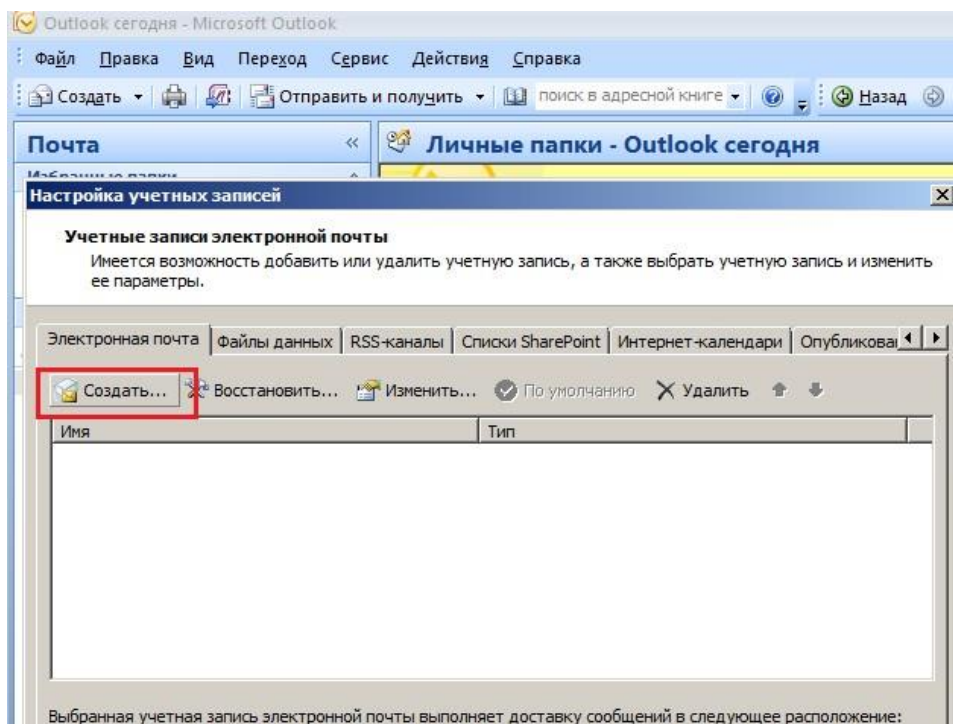 Outlook сегодня - Microsoft Outlook
Файл Правка Вид Переход Сервис Действия Справка
Создать Отправить и получить поиск в адресной книге Назад
Почта « Личные папки - Outlook сегодня
Избранные папки
Настройка учетных записей
Учетные записи электронной почты
Имеется возможность добавить или удалить учетную запись, а также выбрать учетную запись и изменить
ее параметры.
Электронная почта Файлы данных RSS-каналы Списки SharePoint Интернет-календари Опубликова
Создать... Восстановить... Изменить... По умолчанию Удалить
Имя Тип
Выбранная учетная запись электронной почты выполняет доставку сообщений в следующее расположение: